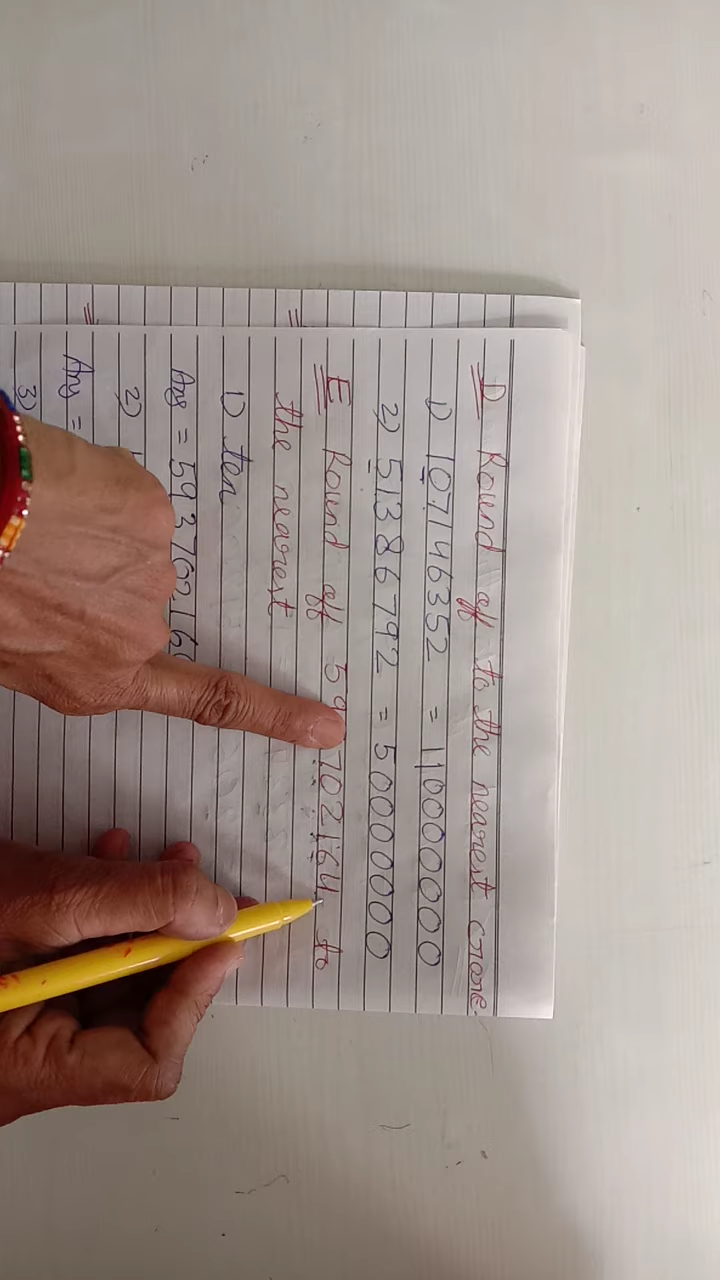 D Round off to the nearest crore.
1) 107146352 = 110000000
2) 51386792 = 50000000
E Round off 59 702164 to
the nearest
1) ten
Ans = 59370216
2)
Ans =
3)